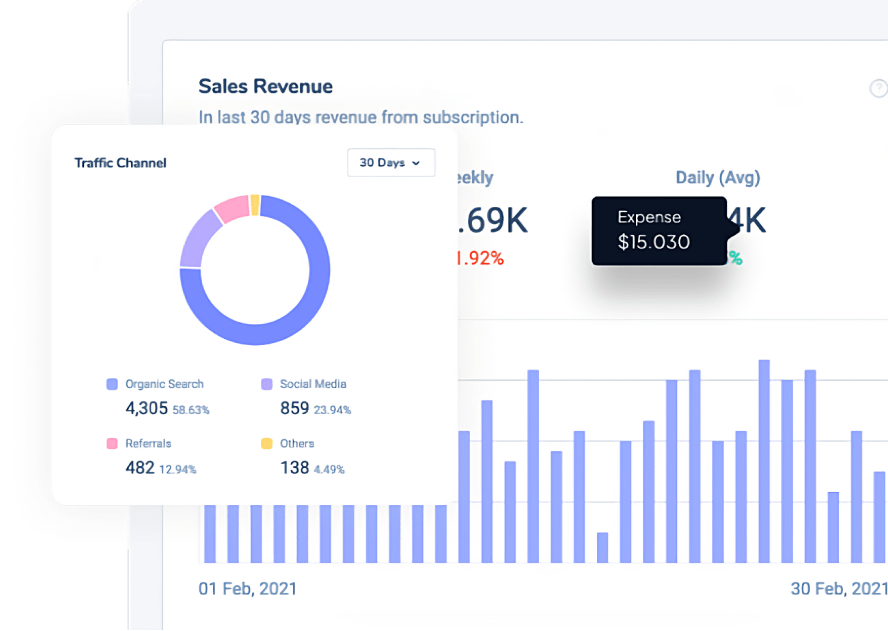 Sales Revenue
In last 30 days revenue from subscription.
?
Traffic Channel
30 Days
Daily (Avg)
.69K
4K
1.92%
%
Expense
$15.030
Organic Search
4,305 58.63%
Social Media
859 23.94%
Referrals
482 12.94%
Others
138 4.49%
01 Feb, 2021
30 Feb, 2021